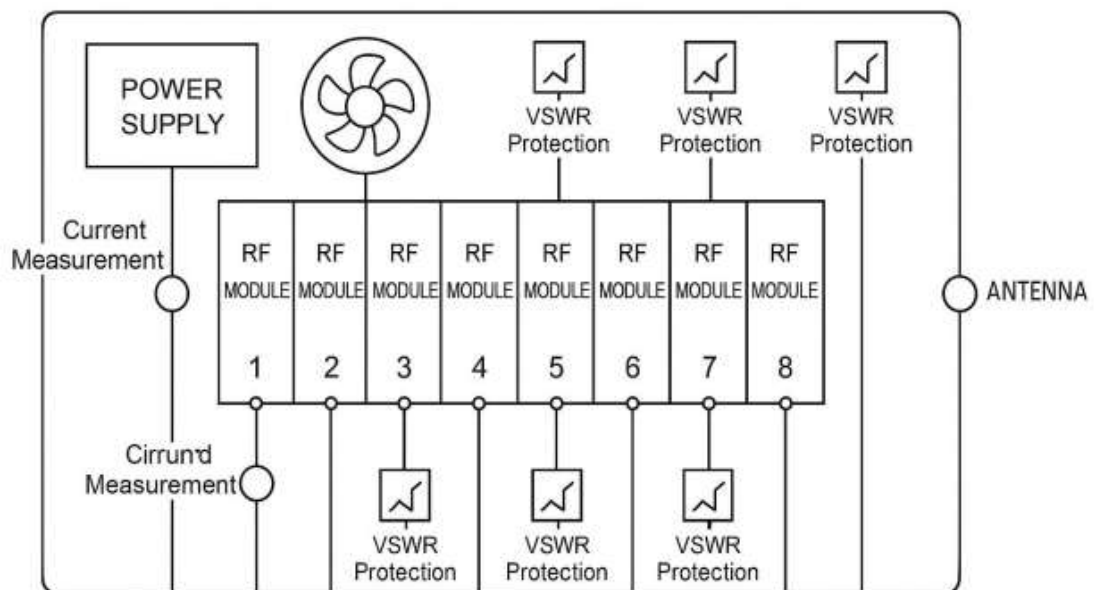 POWER
SUPPLY
VSWR
Protection
VSWR
Protection
VSWR
Protection
Current
Measurement
RF
MODULE
1
RF
MODULE
2
RF
MODULE
3
RF
MODULE
4
RF
MODULE
5
RF
MODULE
6
RF
MODULE
7
RF
MODULE
8
ANTENNA
Measurement
VSWR
Protection
VSWR
Protection
VSWR
Protection